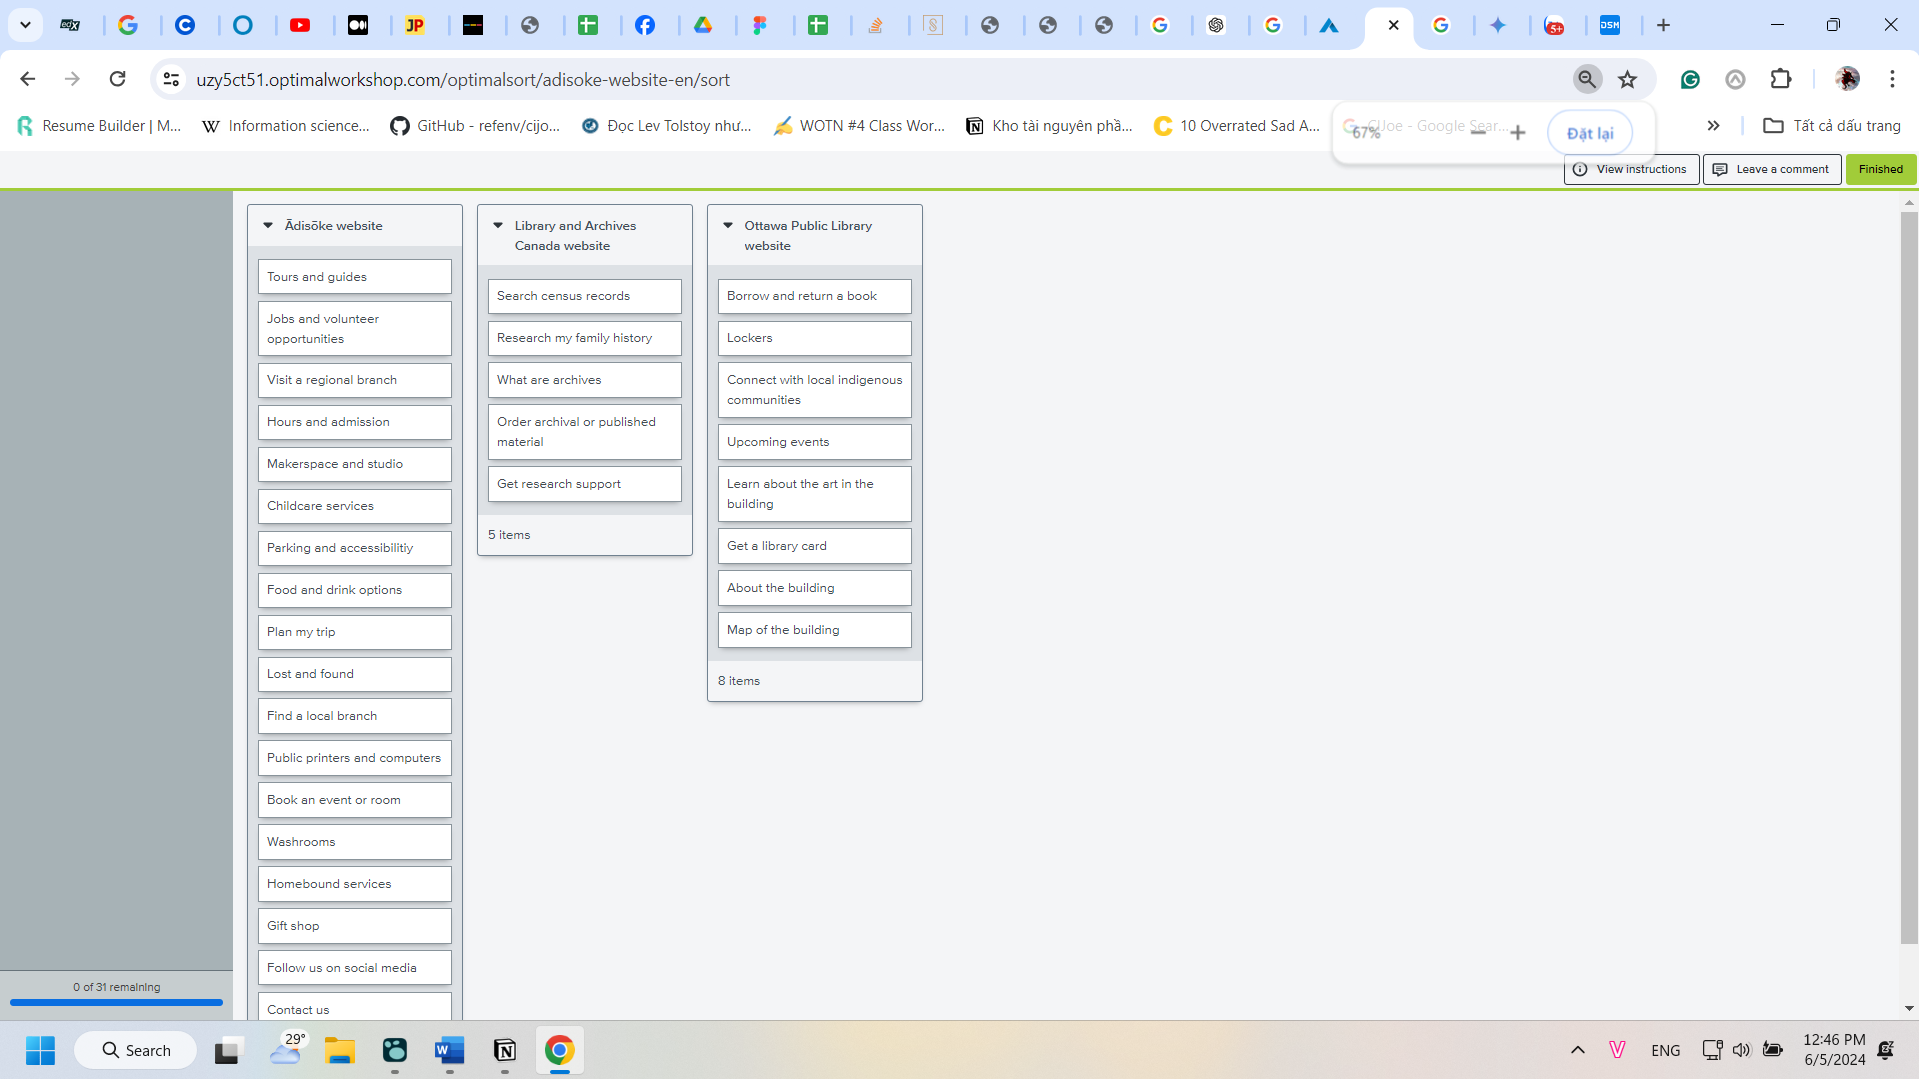 uzy5ct51.optimalworkshop.com/optimalsort/adisoke-website-en/sort
Resume Builder | M...
Information science...
GitHub - refenv/cijo...
Đọc Lev Tolstoy như...
WOTN #4 Class Wor...
Kho tài nguyên phầ...
10 Overrated Sad A...
CIJoe - Google Sear...
Tất cả dấu trang
67%
Đặt lại
View instructions
Leave a comment
Finished
Ādisōke website
Tours and guides
Jobs and volunteer
opportunities
Visit a regional branch
Hours and admission
Makerspace and studio
Childcare services
Parking and accessibilitiy
Food and drink options
Plan my trip
Lost and found
Find a local branch
Public printers and computers
Book an event or room
Washrooms
Homebound services
Gift shop
Follow us on social media
Contact us
Library and Archives
Canada website
Search census records
Research my family history
What are archives
Order archival or published
material
Get research support
5 items
Ottawa Public Library
website
Borrow and return a book
Lockers
Connect with local indigenous
communities
Upcoming events
Learn about the art in the
building
Get a library card
About the building
Map of the building
8 items
0 of 31 remaining
Search
29°
ENG
12:46 PM
6/5/2024